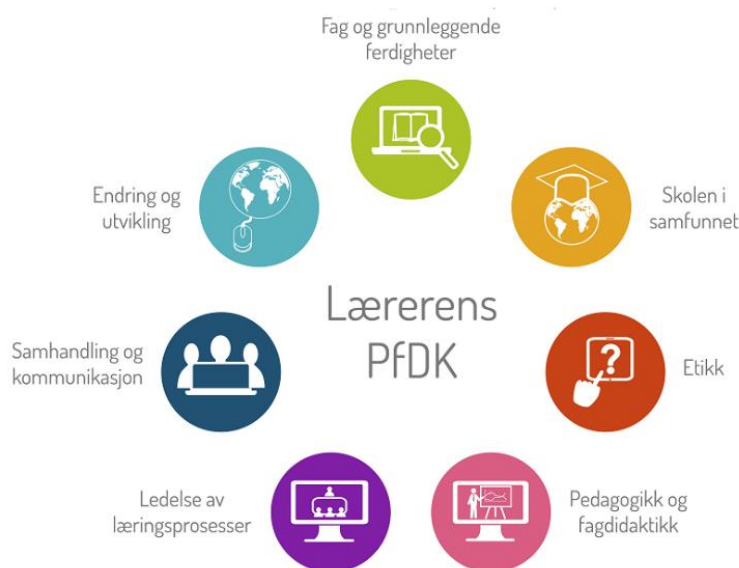 Fag og grunnleggende
ferdigheter
Endring og
utvikling
Skolen i
samfunnet
Lærerens
PfDK
Samhandling og
kommunikasjon
Etikk
?
Ledelse av
læringsprosesser
Pedagogikk og
fagdidaktikk